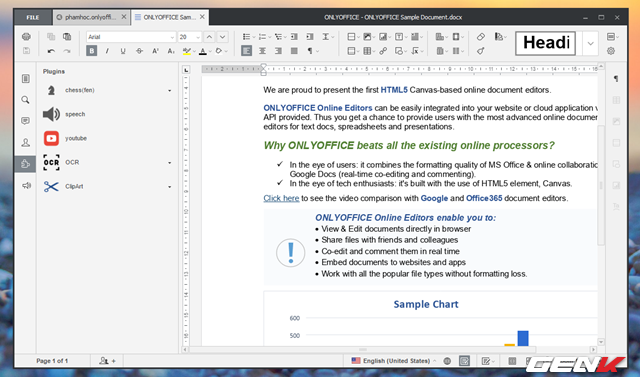 FILE
phamhoc.onlyoffi...
ONLYOFFICE Sam...
ONLYOFFICE - ONLYOFFICE Sample Document.docx
Arial
20
Headi
Plugins
chess(fen)
speech
youtube
OCR
OCR
ClipArt
We are proud to present the first HTML5 Canvas-based online document editors.
ONLYOFFICE Online Editors can be easily integrated into your website or cloud application v
API provided. Thus you get a chance to provide users with the most advanced online documen
editors for text docs, spreadsheets and presentations.
Why ONLYOFFICE beats all the existing online processors?
✓ In the eye of users: it combines the formatting quality of MS Office & online collaboratio
Google Docs (real-time co-editing and commenting).
✓ In the eye of tech enthusiasts: it's built with the use of HTML5 element, Canvas.
Click here to see the video comparison with Google and Office365 document editors.
ONLYOFFICE Online Editors enable you to:
• View & Edit documents directly in browser
• Share files with friends and colleagues
• Co-edit and comment them in real time
• Embed documents to websites and apps
• Work with all the popular file types without formatting loss.
Sample Chart
600
500
Page 1 of 1
English (United States)
GENK